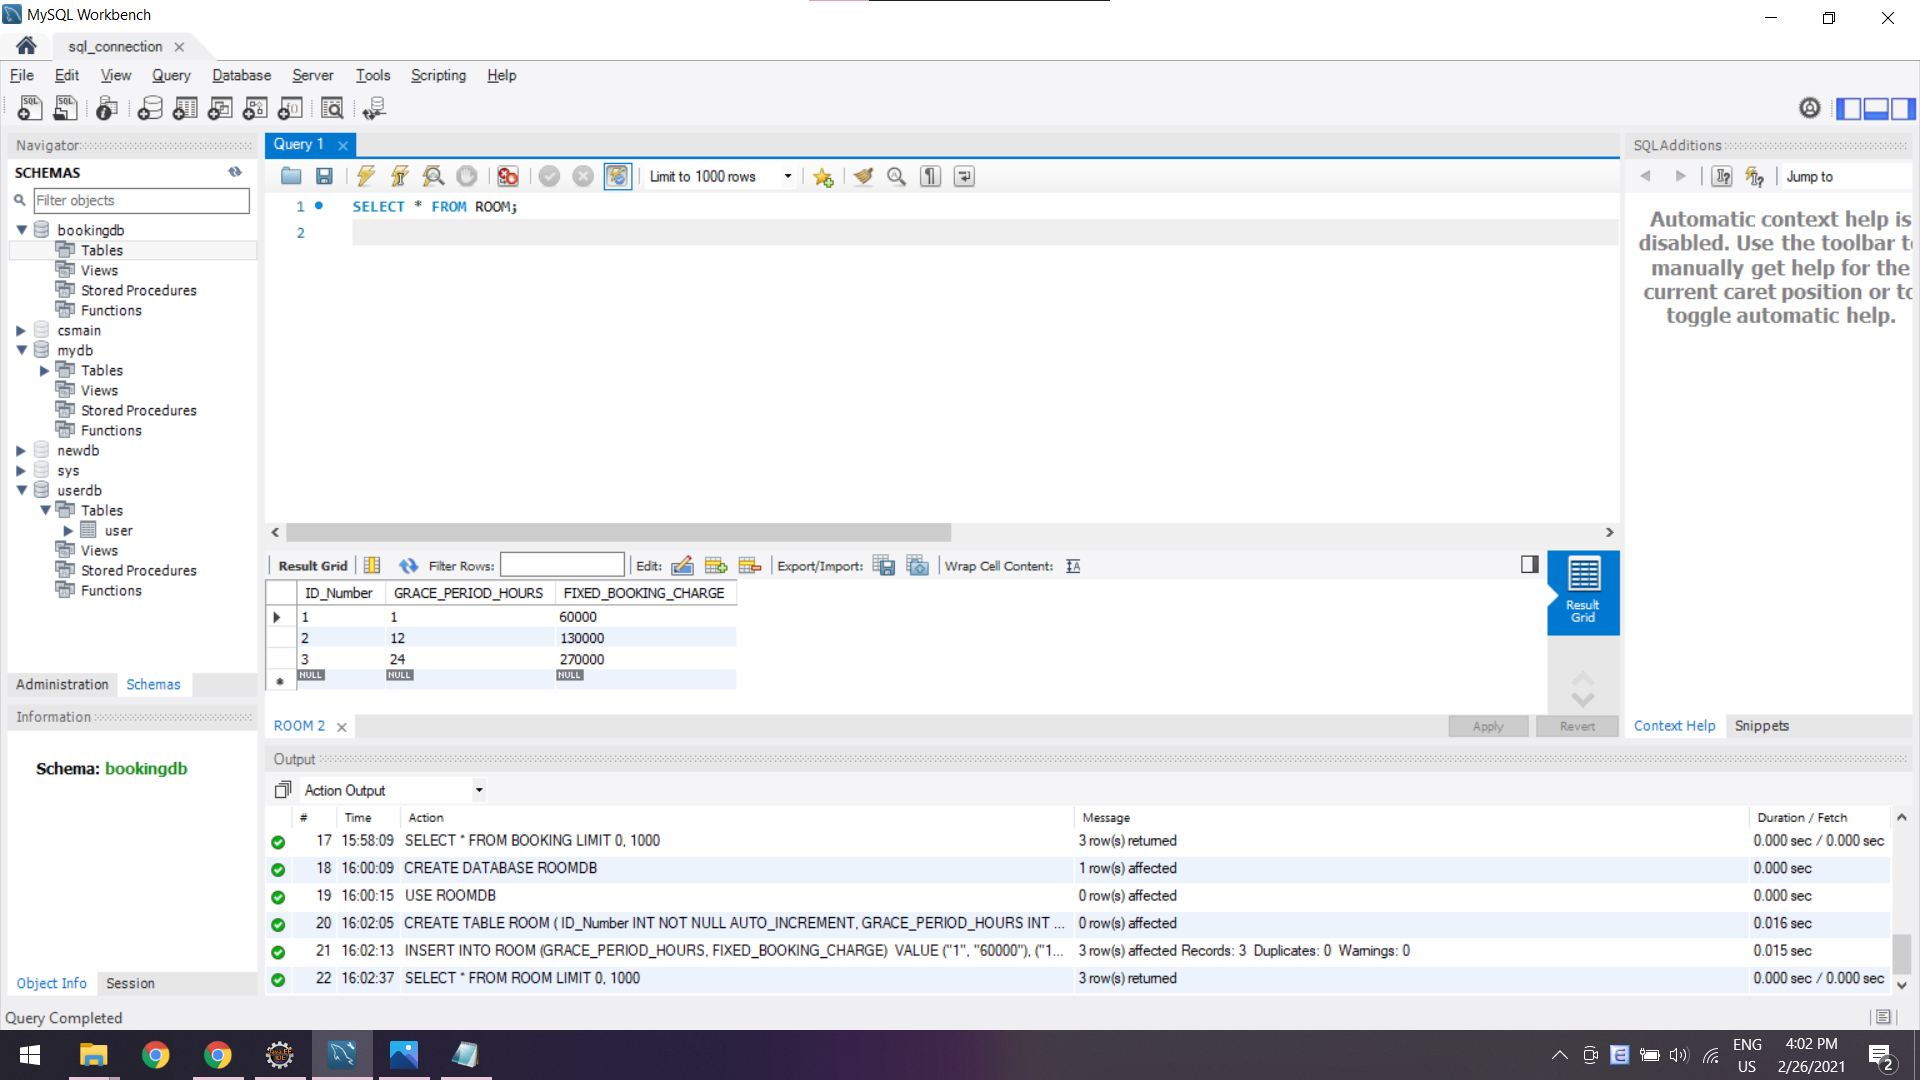 MySQL Workbench
sql_connection
File Edit View Query Database Server Tools Scripting Help
Navigator
SCHEMAS
Filter objects
bookingdb
Tables
Views
Stored Procedures
Functions
csmain
mydb
Tables
Views
Stored Procedures
Functions
newdb
sys
userdb
Tables
user
Views
Stored Procedures
Functions
Administration Schemas
Information
Schema: bookingdb
Object Info Session
Query 1
Limit to 1000 rows
1 SELECT * FROM ROOM;
2
Result Grid Filter Rows: Edit: Export/Import: Wrap Cell Content:
ID_Number GRACE_PERIOD_HOURS FIXED_BOOKING_CHARGE
1 1 60000
2 12 130000
3 24 270000
NULL NULL NULL
Result
Grid
ROOM 2
Apply Revert
SQLAdditions
Jump to
Automatic context help is
disabled. Use the toolbar t
manually get help for the
current caret position or to
toggle automatic help.
Context Help Snippets
Output
Action Output
# Time Action Message Duration / Fetch
17 15:58:09 SELECT * FROM BOOKING LIMIT 0, 1000 3 row(s) returned 0.000 sec / 0.000 sec
18 16:00:09 CREATE DATABASE ROOMDB 1 row(s) affected 0.000 sec
19 16:00:15 USE ROOMDB 0 row(s) affected 0.000 sec
20 16:02:05 CREATE TABLE ROOM ( ID_Number INT NOT NULL AUTO_INCREMENT, GRACE_PERIOD_HOURS INT ... 0 row(s) affected 0.016 sec
21 16:02:13 INSERT INTO ROOM (GRACE_PERIOD_HOURS, FIXED_BOOKING_CHARGE) VALUE ("1", "60000"), ("1... 3 row(s) affected Records: 3 Duplicates: 0 Warnings: 0 0.015 sec
22 16:02:37 SELECT * FROM ROOM LIMIT 0, 1000 3 row(s) returned 0.000 sec / 0.000 sec
Query Completed
ENG
US
4:02 PM
2/26/2021
2